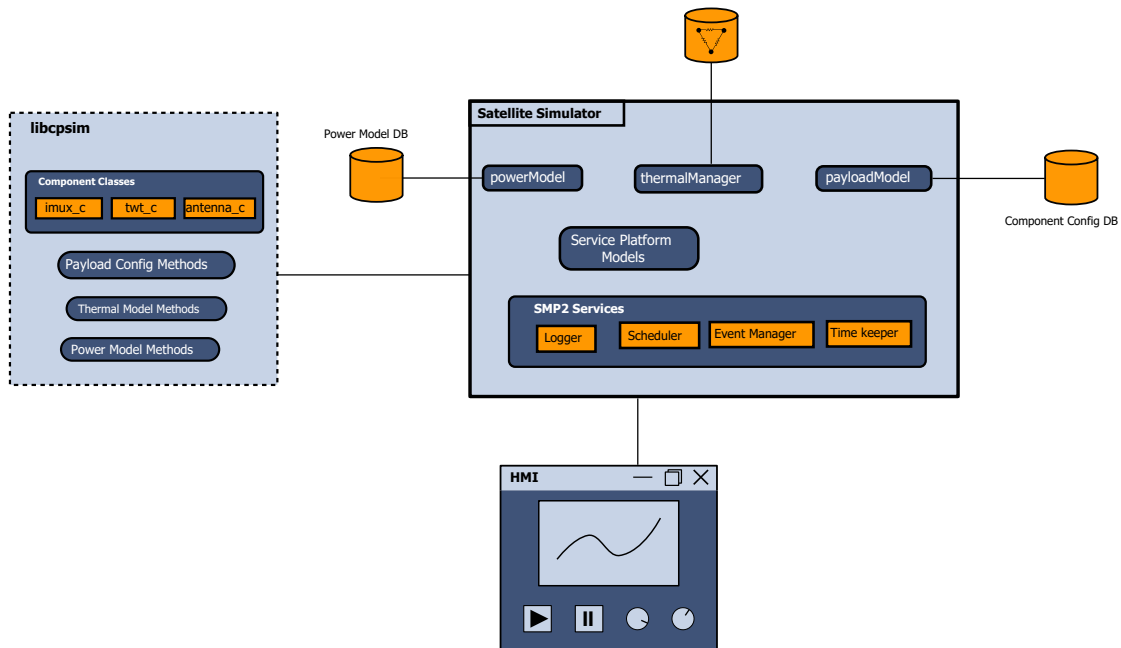 Satellite Simulator
libcpsim
Power Model DB
powerModel
thermalManager
payloadModel
Component Classes
imux_c
twt_c
antenna_c
Component Config DB
Service Platform
Models
Payload Config Methods
Thermal Model Methods
Power Model Methods
SMP2 Services
Logger
Scheduler
Event Manager
Time keeper
HMI